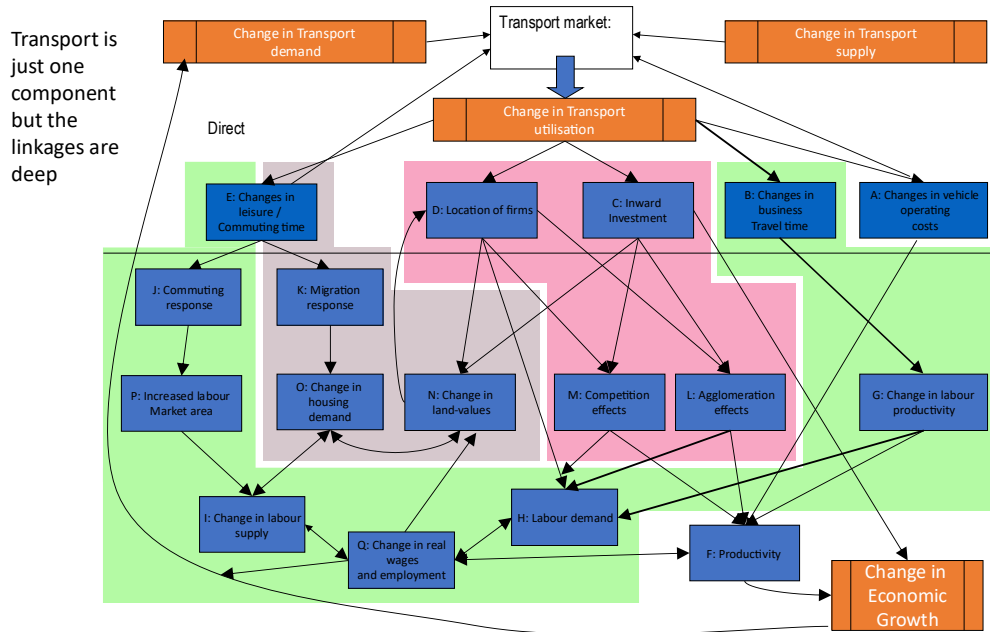 Transport is
just one
component
but the
linkages are
deep
Change in Transport
demand
Transport market:
Change in Transport
supply
Direct
Change in Transport
utilisation
E: Changes in
leisure /
Commuting time
D: Location of firms
C: Inward
Investment
B: Changes in
business
Travel time
A: Changes in vehicle
operating
costs
J: Commuting
response
K: Migration
response
P: Increased labour
Market area
O: Change in
housing
demand
N: Change in
land-values
M: Competition
effects
L: Agglomeration
effects
G: Change in labour
productivity
I: Change in labour
supply
H: Labour demand
Q: Change in real
wages
and employment
F: Productivity
Change in
Economic
Growth